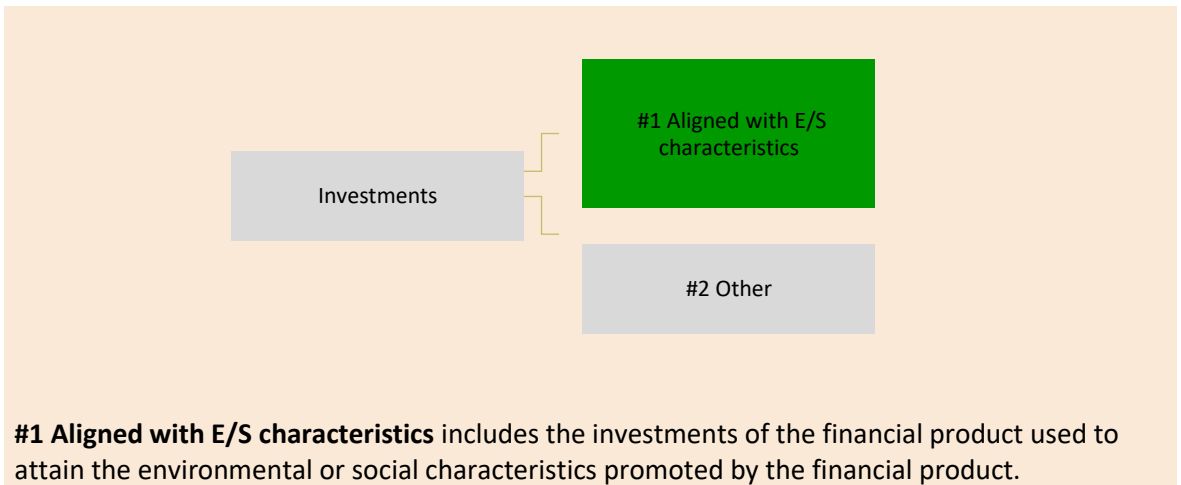 #1 Aligned with E/S
characteristics
Investments
#2 Other
#1 Aligned with E/S characteristics includes the investments of the financial product used to
attain the environmental or social characteristics promoted by the financial product.